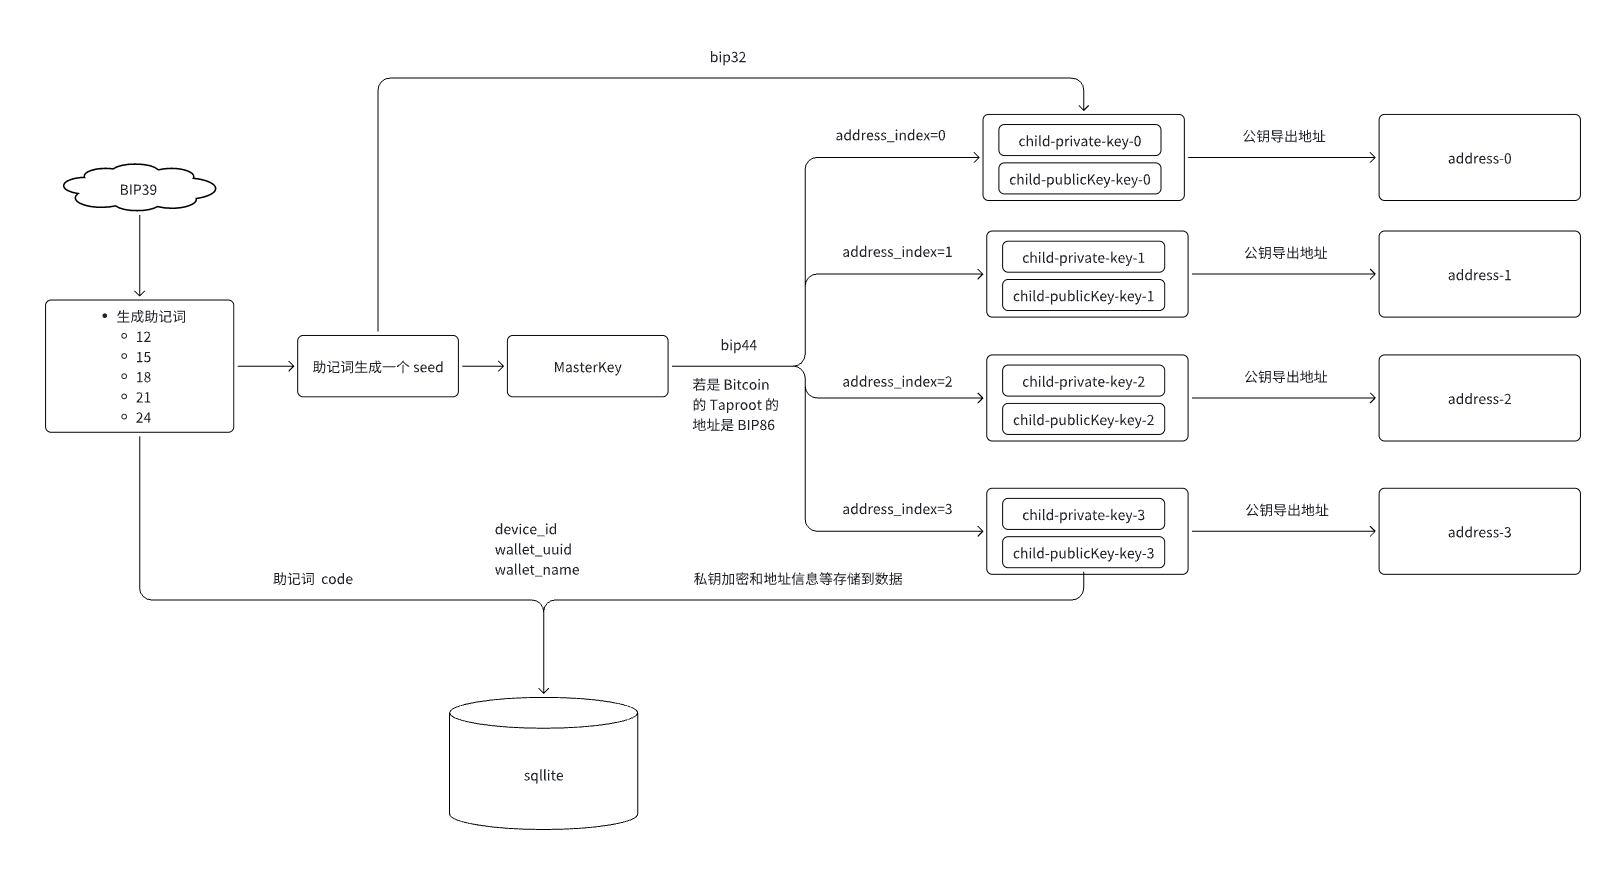 bip32
address_index=0
child-private-key-0
child-publicKey-key-0
公钥导出地址
address-0
BIP39
address_index=1
child-private-key-1
child-publicKey-key-1
公钥导出地址
address-1
生成助记词
12
15
18
21
24
助记词生成一个 seed
MasterKey
bip44
若是 Bitcoin
的 Taproot 的
地址是 BIP86
address_index=2
child-private-key-2
child-publicKey-key-2
公钥导出地址
address-2
address_index=3
child-private-key-3
child-publicKey-key-3
公钥导出地址
address-3
device_id
wallet_uuid
wallet_name
助记词 code
私钥加密和地址信息等存储到数据
sqllite